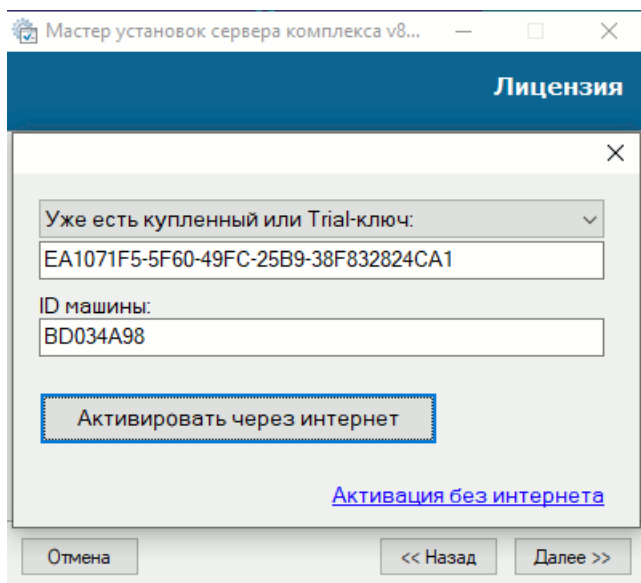 Мастер установок сервера комплекса v8...
Лицензия
Уже есть купленный или Trial-ключ:
EA1071F5-5F60-49FC-25B9-38F832824CA1
ID машины:
BD034A98
Активировать через интернет
Активация без интернета
Отмена
<< Назад
Далее >>